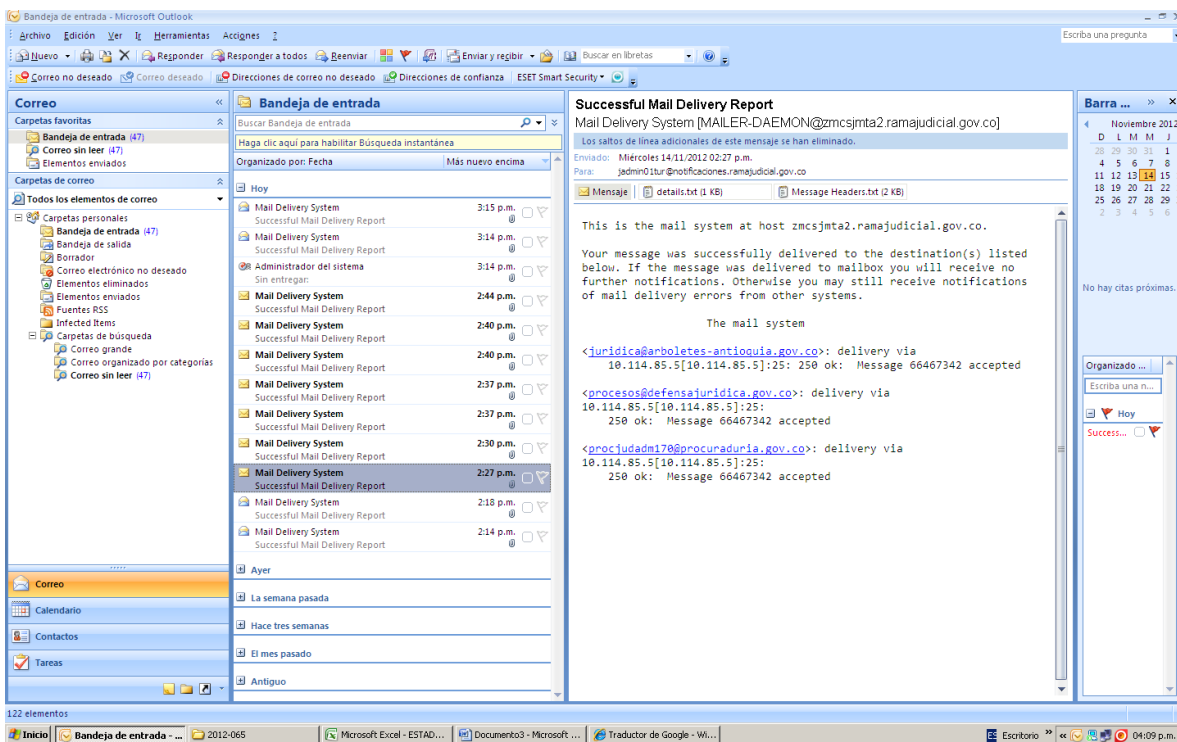 Bandeja de entrada - Microsoft Outlook
Archivo Edición Ver Ir Herramientas Acciones ?
Escriba una pregunta
Nuevo Responder Responder a todos Reenviar Enviar y recibir Buscar en libretas
Correo no deseado Correo deseado Direcciones de correo no deseado Direcciones de confianza ESET Smart Security
Correo
Carpetas favoritas
Bandeja de entrada (47)
Correo sin leer (47)
Elementos enviados
Carpetas de correo
Todos los elementos de correo
Carpetas personales
Bandeja de entrada (47)
Bandeja de salida
Borrador
Correo electrónico no deseado
Elementos eliminados
Elementos enviados
Fuentes RSS
Infected Items
Carpetas de búsqueda
Correo grande
Correo organizado por categorías
Correo sin leer (47)
Correo
Calendario
Contactos
Tareas
Bandeja de entrada
Buscar Bandeja de entrada
Haga clic aquí para habilitar Búsqueda instantánea
Organizado por: Fecha Más nuevo encima
Hoy
Mail Delivery System 3:15 p.m.
Successful Mail Delivery Report
Mail Delivery System 3:14 p.m.
Successful Mail Delivery Report
Administrador del sistema 3:14 p.m.
Sin entregar:
Mail Delivery System 2:44 p.m.
Successful Mail Delivery Report
Mail Delivery System 2:40 p.m.
Successful Mail Delivery Report
Mail Delivery System 2:40 p.m.
Successful Mail Delivery Report
Mail Delivery System 2:37 p.m.
Successful Mail Delivery Report
Mail Delivery System 2:37 p.m.
Successful Mail Delivery Report
Mail Delivery System 2:30 p.m.
Successful Mail Delivery Report
Mail Delivery System 2:27 p.m.
Successful Mail Delivery Report
Mail Delivery System 2:18 p.m.
Successful Mail Delivery Report
Mail Delivery System 2:14 p.m.
Successful Mail Delivery Report
Ayer
La semana pasada
Hace tres semanas
El mes pasado
Antiguo
Successful Mail Delivery Report
Mail Delivery System [MAILER-DAEMON@zmcsjmta2.ramajudicial.gov.co]
Los saltos de línea adicionales de este mensaje se han eliminado.
Enviado: Miércoles 14/11/2012 02:27 p.m.
Para: jadmin01tur@notificaciones.ramajudicial.gov.co
Mensaje details.txt (1 KB) Message Headers.txt (2 KB)
This is the mail system at host zmcsjmta2.ramajudicial.gov.co.
Your message was successfully delivered to the destination(s) listed
below. If the message was delivered to mailbox you will receive no
further notifications. Otherwise you may still receive notifications
of mail delivery errors from other systems.
The mail system
<juridica@arboletes-antioquia.gov.co>: delivery via
10.114.85.5[10.114.85.5]:25: 250 ok: Message 66467342 accepted
<procesos@defensajuridica.gov.co>: delivery via
10.114.85.5[10.114.85.5]:25:
250 ok: Message 66467342 accepted
<procjudadm170@procuraduria.gov.co>: delivery via
10.114.85.5[10.114.85.5]:25:
250 ok: Message 66467342 accepted
Barra ...
Noviembre 2012
D L M M J
28 29 30 31 1
4 5 6 7 8
11 12 13 14 15
18 19 20 21 22
25 26 27 28 29
2 3 4 5 6
No hay citas próximas.
Organizado ...
Escriba una n...
Hoy
Success...
122 elementos
Inicio Bandeja de entrada - ... 2012-065 Microsoft Excel - ESTAD... Documento3 - Microsoft ... Traductor de Google - Wi... ES Escritorio 04:09 p.m.